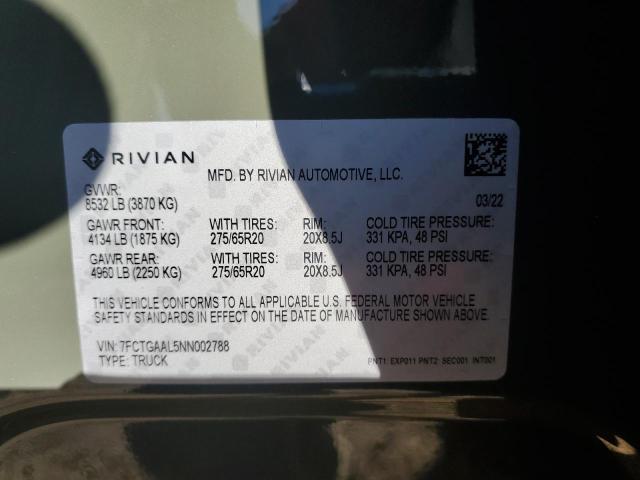 RIVIAN
MFD. BY RIVIAN AUTOMOTIVE, LLC.
GVWR:
8532 LB (3870 KG) 03/22
GAWR FRONT: WITH TIRES: RIM: COLD TIRE PRESSURE:
4134 LB (1875 KG) 275/65R20 20X8.5J 331 KPA, 48 PSI
GAWR REAR: WITH TIRES: RIM: COLD TIRE PRESSURE:
4960 LB (2250 KG) 275/65R20 20X8.5J 331 KPA, 48 PSI
THIS VEHICLE CONFORMS TO ALL APPLICABLE U.S. FEDERAL MOTOR VEHICLE
SAFETY STANDARDS IN EFFECT ON THE DATE OF MANUFACTURE SHOWN ABOVE.
VIN: 7FCTGAAL5NN002788
TYPE: TRUCK PNT1: EXP011 PNT2: SEC001 INT001